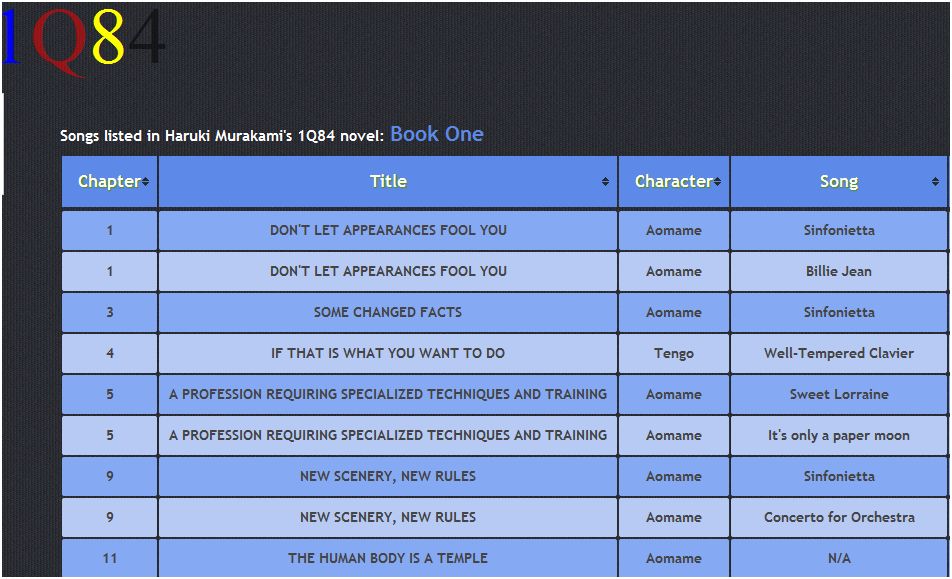 1Q84
Songs listed in Haruki Murakami's 1Q84 novel: Book One
Chapter Title Character Song
1 DON'T LET APPEARANCES FOOL YOU Aomame Sinfonietta
1 DON'T LET APPEARANCES FOOL YOU Aomame Billie Jean
3 SOME CHANGED FACTS Aomame Sinfonietta
4 IF THAT IS WHAT YOU WANT TO DO Tengo Well-Tempered Clavier
5 A PROFESSION REQUIRING SPECIALIZED TECHNIQUES AND TRAINING Aomame Sweet Lorraine
5 A PROFESSION REQUIRING SPECIALIZED TECHNIQUES AND TRAINING Aomame It's only a paper moon
9 NEW SCENERY, NEW RULES Aomame Sinfonietta
9 NEW SCENERY, NEW RULES Aomame Concerto for Orchestra
11 THE HUMAN BODY IS A TEMPLE Aomame N/A